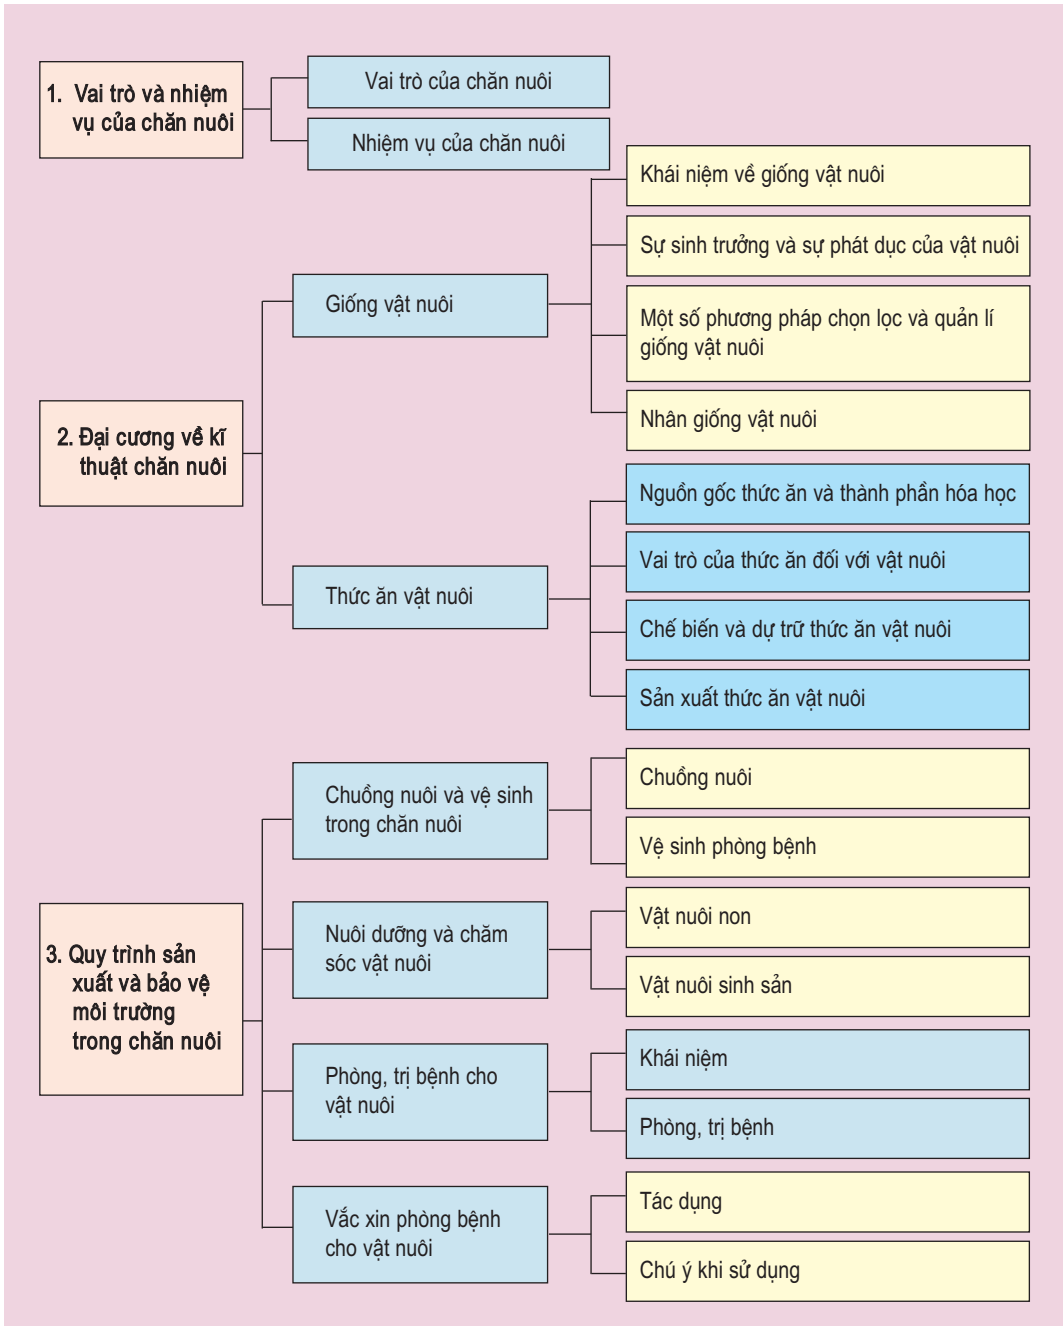 1. Vai trò và nhiệm
vụ của chăn nuôi
Vai trò của chăn nuôi
Nhiệm vụ của chăn nuôi
2. Đại cương về kĩ
thuật chăn nuôi
Giống vật nuôi
Khái niệm về giống vật nuôi
Sự sinh trưởng và sự phát dục của vật nuôi
Một số phương pháp chọn lọc và quản lí
giống vật nuôi
Nhân giống vật nuôi
Thức ăn vật nuôi
Nguồn gốc thức ăn và thành phần hóa học
Vai trò của thức ăn đối với vật nuôi
Chế biến và dự trữ thức ăn vật nuôi
Sản xuất thức ăn vật nuôi
3. Quy trình sản
xuất và bảo vệ
môi trường
trong chăn nuôi
Chuồng nuôi và vệ sinh
trong chăn nuôi
Chuồng nuôi
Vệ sinh phòng bệnh
Nuôi dưỡng và chăm
sóc vật nuôi
Vật nuôi non
Vật nuôi sinh sản
Phòng, trị bệnh cho
vật nuôi
Khái niệm
Phòng, trị bệnh
Vắc xin phòng bệnh
cho vật nuôi
Tác dụng
Chú ý khi sử dụng